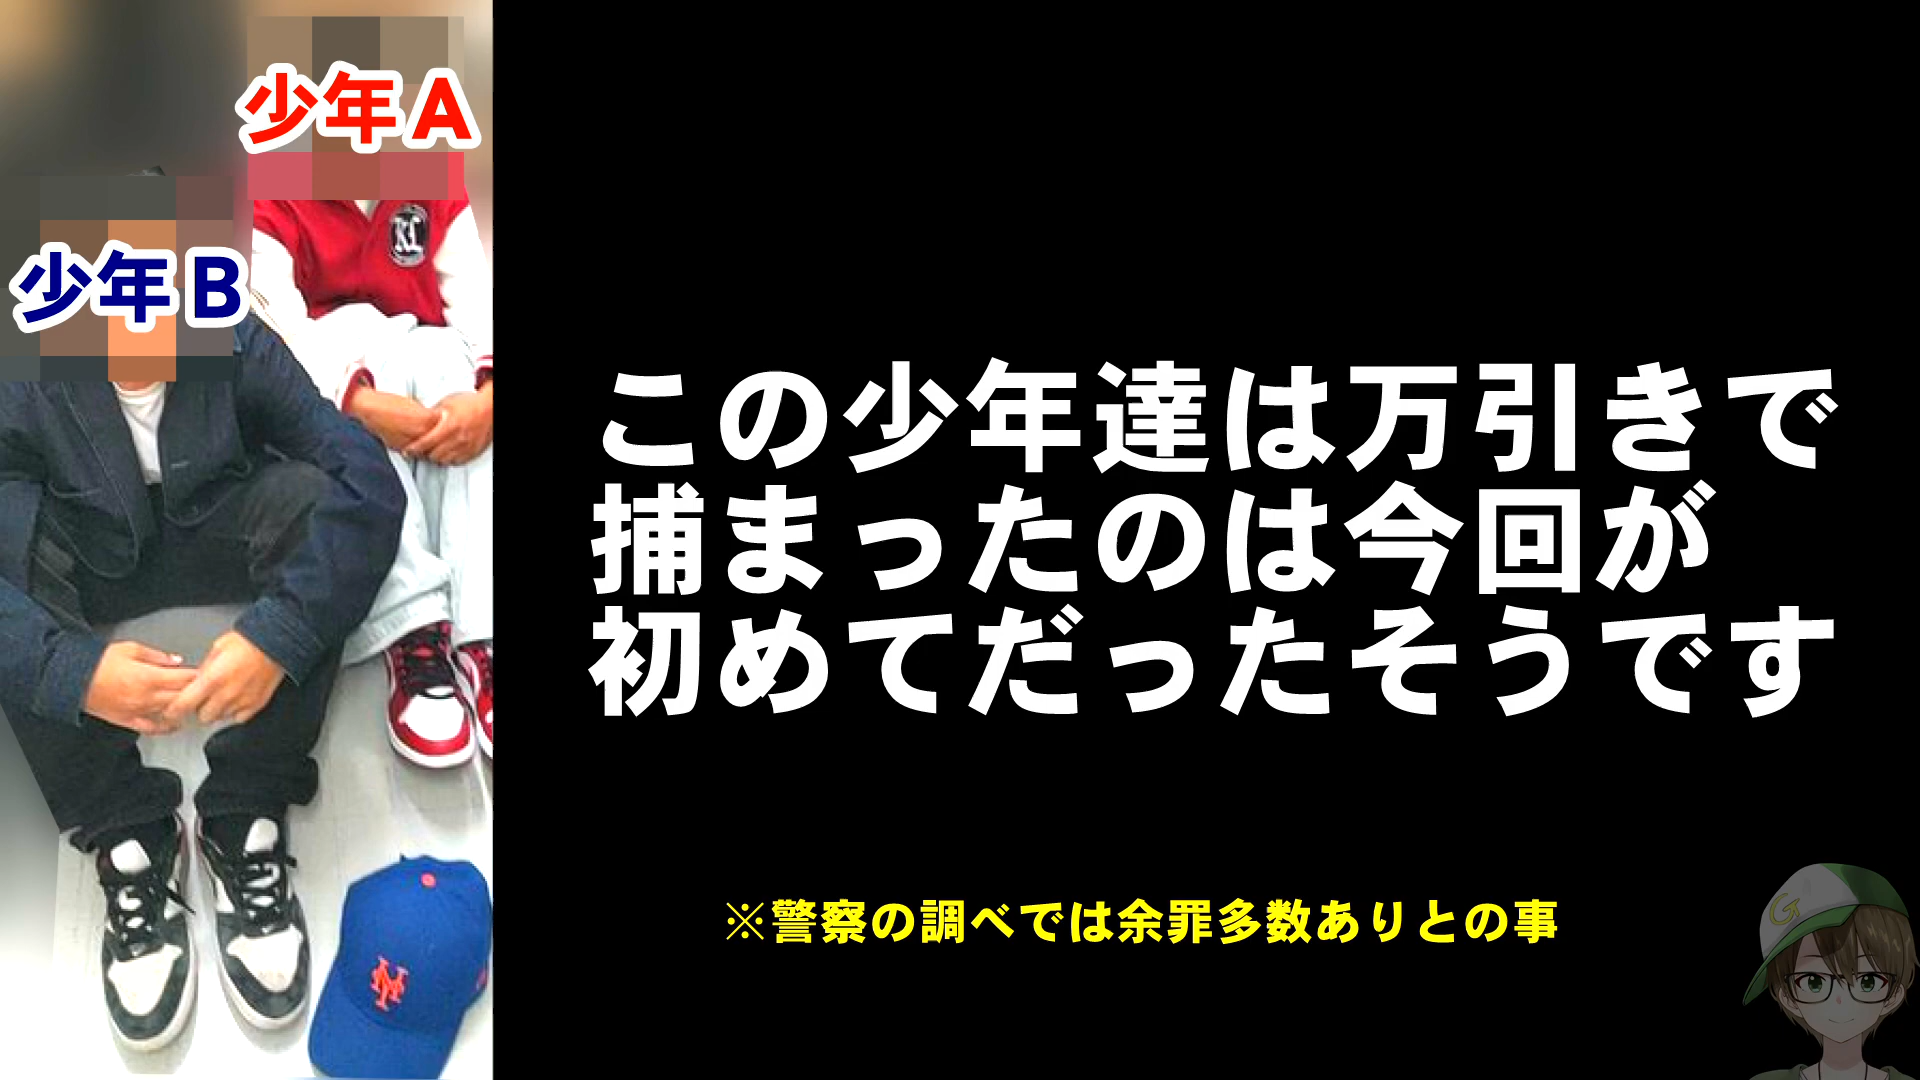 少年A
少年B
この少年達は万引きで
捕まったのは今回が
初めてだったそうです
※警察の調べでは余罪多数ありとの事
KL
NY
G